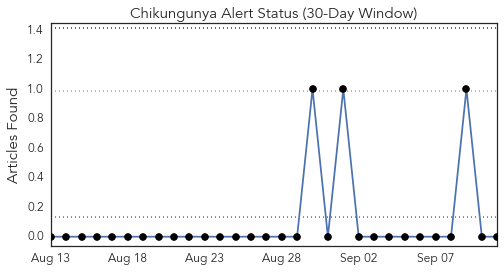 Chikungunya Alert Status (30-Day Window)
Articles Found
1.4
1.2
1.0
0.8
0.6
0.4
0.2
0.0
Aug 13 Aug 18 Aug 23 Aug 28 Sep 02 Sep 07